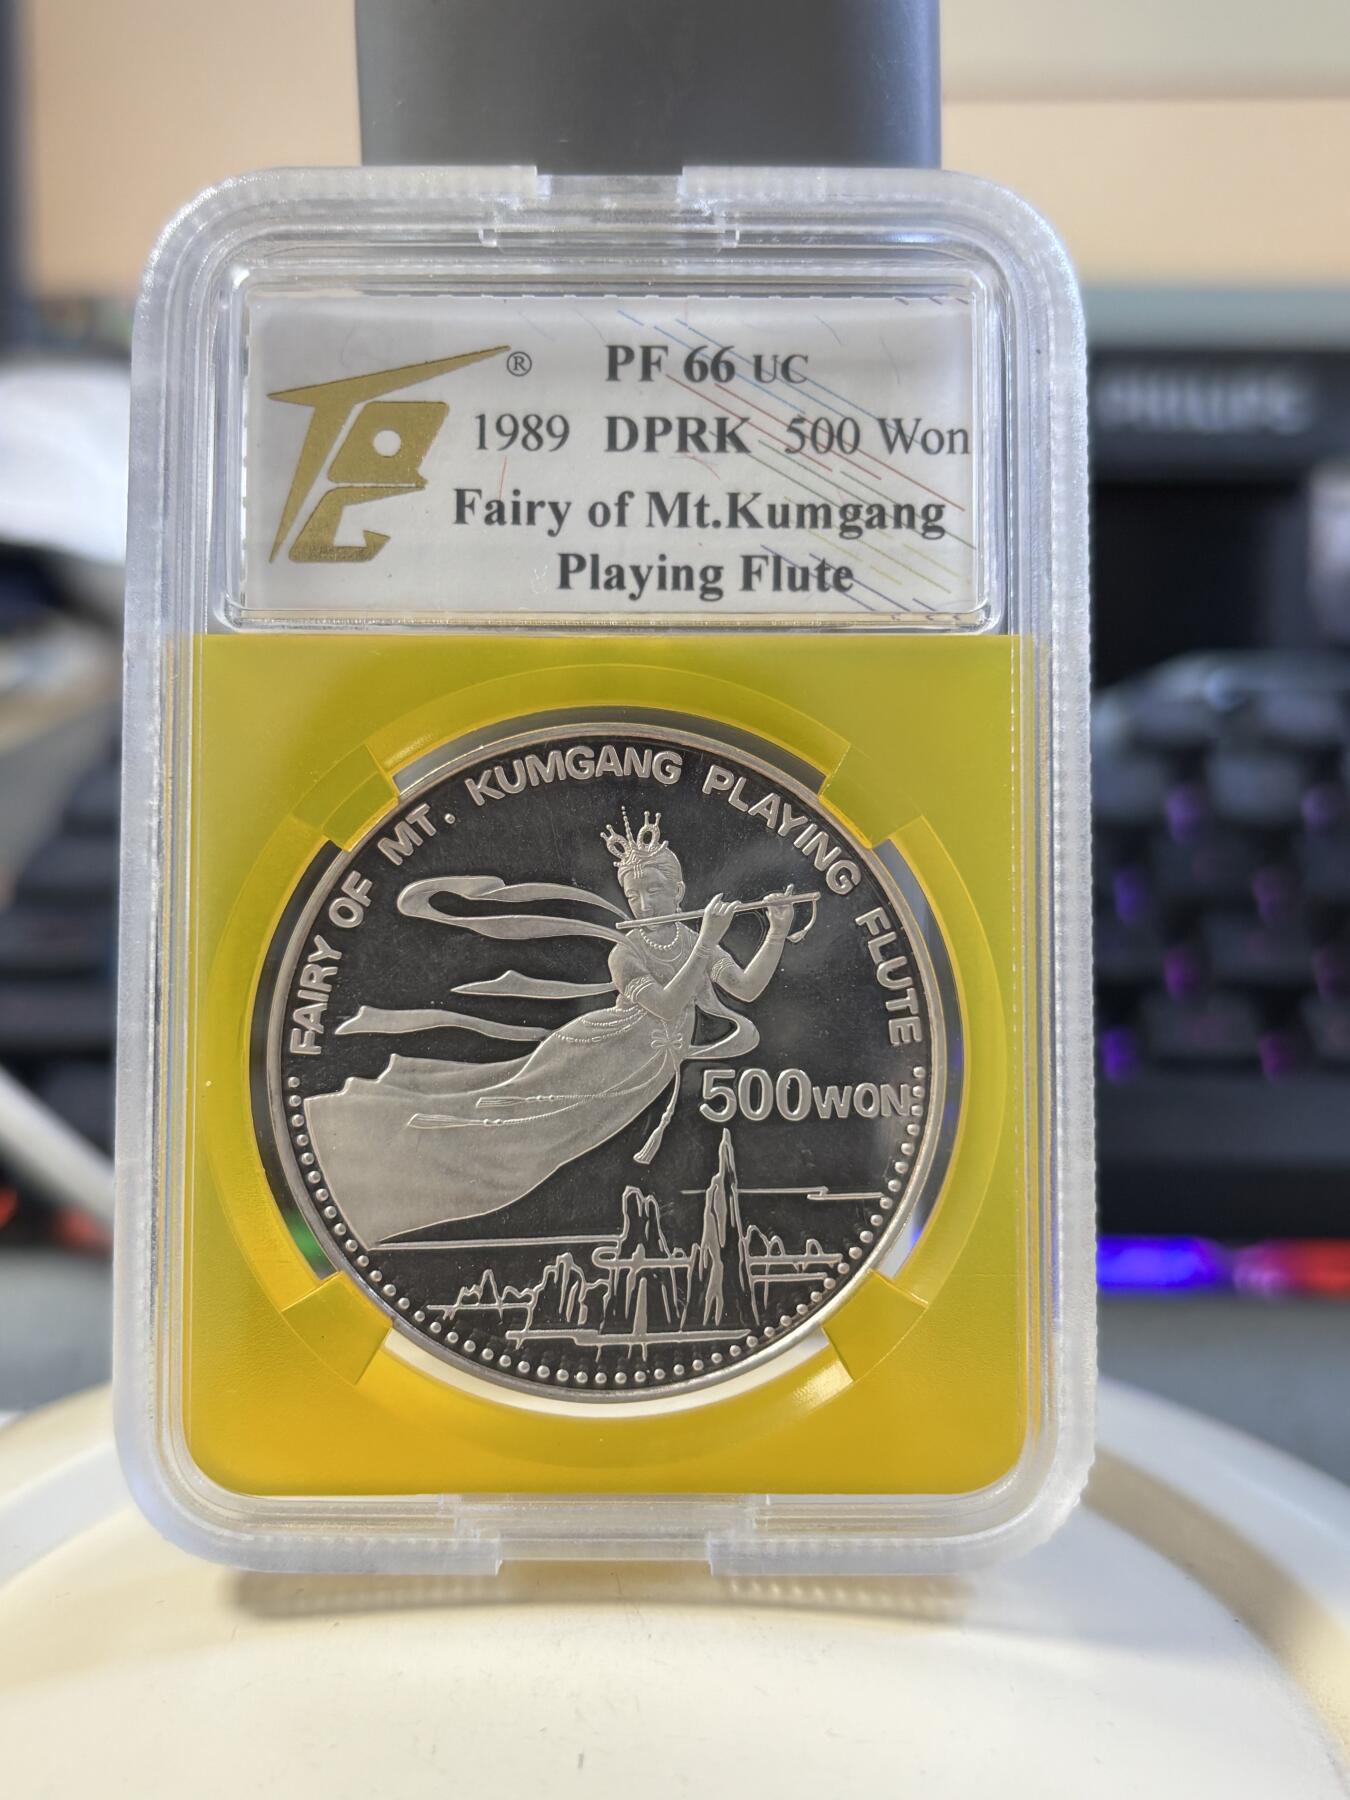 ® PF 66 UC
1989 DPRK 500 Won
Fairy of Mt.Kumgang
Playing Flute
FAIRY OF MT. KUMGANG PLAYING FLUTE
500WON